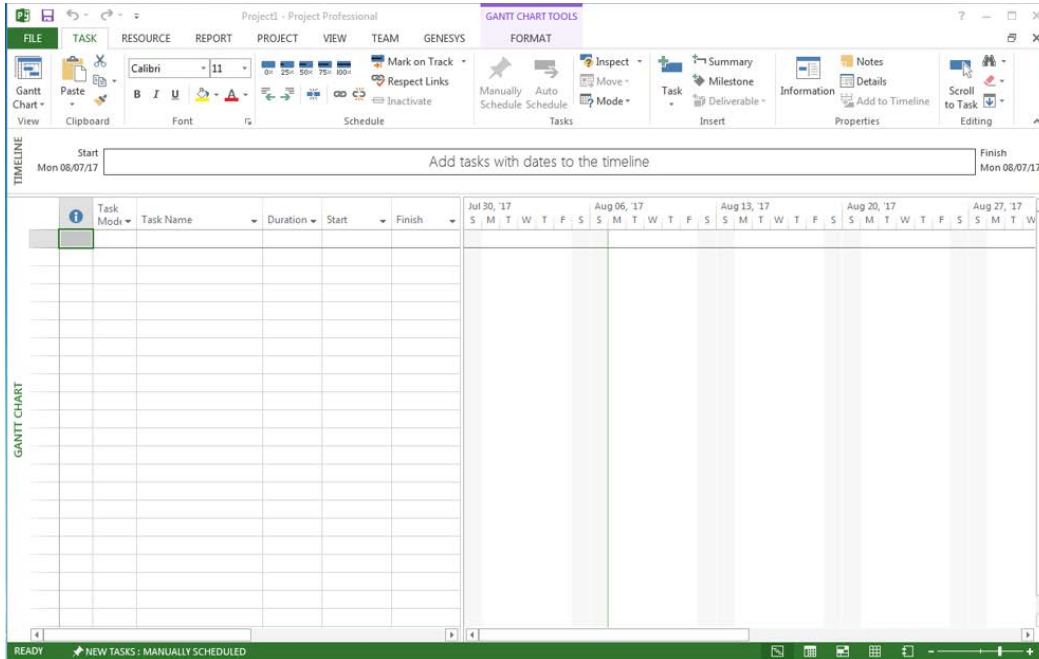 Project1 - Project Professional
GANTT CHART TOOLS
FILE TASK RESOURCE REPORT PROJECT VIEW TEAM GENESYS FORMAT
Gantt Chart
View
Paste
Clipboard
Calibri 11
B I U A
Font
0% 25% 50% 75% 100%
Mark on Track
Respect Links
Inactivate
Schedule
Manually Schedule
Auto Schedule
Inspect
Move
Mode
Tasks
Task
Summary
Milestone
Deliverable
Insert
Information
Notes
Details
Add to Timeline
Properties
Scroll to Task
Editing
TIMELINE
Start
Mon 08/07/17
Add tasks with dates to the timeline
Finish
Mon 08/07/17
Task Mode Task Name Duration Start Finish
Jul 30, '17 Aug 06, '17 Aug 13, '17 Aug 20, '17 Aug 27, '17
S M T W T F S S M T W T F S S M T W T F S S M T W T F S S M T W
GANTT CHART
READY NEW TASKS : MANUALLY SCHEDULED